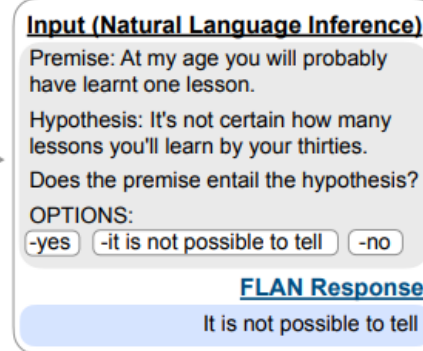 Input (Natural Language Inference)
Premise: At my age you will probably
have learnt one lesson.
Hypothesis: It's not certain how many
lessons you'll learn by your thirties.
Does the premise entail the hypothesis?
OPTIONS:
-yes -it is not possible to tell -no
FLAN Response
It is not possible to tell